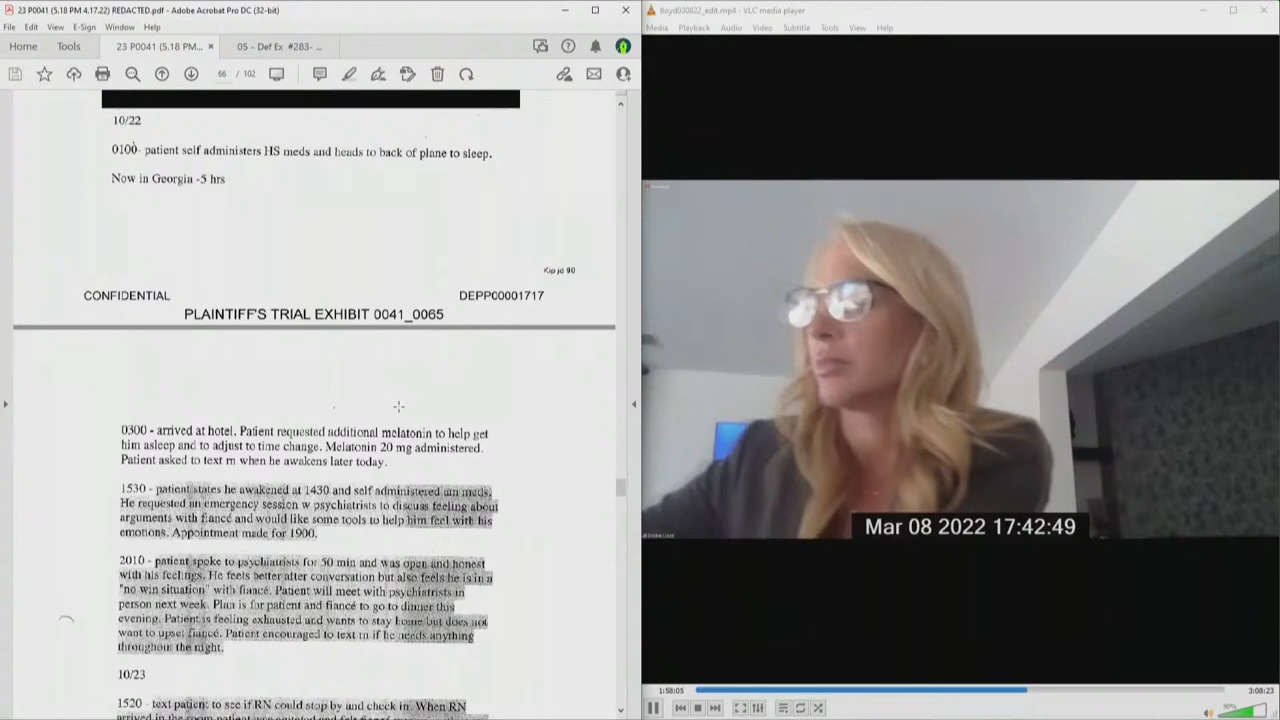 23 P0041 (5.18 PM 4.17.22) REDACTED.pdf - Adobe Acrobat Pro DC (32-bit)
File Edit View E-Sign Window Help
Home Tools 23 P0041 (5.18 PM... × 05 - Def Ex #283- ...
66 / 102
10/22
0100- patient self administers HS meds and heads to back of plane to sleep.
Now in Georgia -5 hrs
Kipjd 90
CONFIDENTIAL DEPP00001717
PLAINTIFF'S TRIAL EXHIBIT 0041_0065
0300 - arrived at hotel. Patient requested additional melatonin to help get
him asleep and to adjust to time change. Melatonin 20 mg administered.
Patient asked to text rn when he awakens later today.
1530 - patient states he awakened at 1430 and self administered am meds.
He requested an emergency session w psychiatrists to discuss feeling about
arguments with fiancé and would like some tools to help him feel with his
emotions. Appointment made for 1900.
2010 - patient spoke to psychiatrists for 50 min and was open and honest
with his feelings. He feels better after conversation but also feels he is in a
"no win situation" with fiancé. Patient will meet with psychiatrists in
person next week. Plan is for patient and fiancé to go to dinner this
evening. Patient is feeling exhausted and wants to stay home but does not
want to upset fiancé. Patient encouraged to text rn if he needs anything
throughout the night.
10/23
1520 - text patient to see if RN could stop by and check in. When RN
lloyd030822_edit.mp4 - VLC media player
Media Playback Audio Video Subtitle Tools View Help
Mar 08 2022 17:42:49
1:58:05 3:08:23
90%